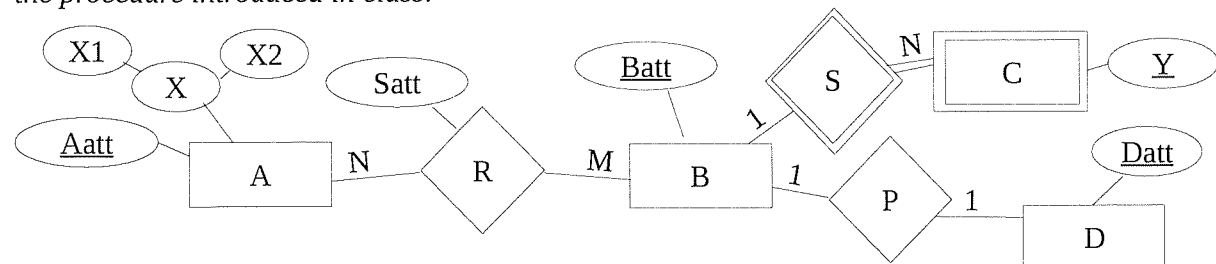 the procedure introduced in class.
X1
X2
X
Aatt
A
N
Satt
R
M
Batt
B
1
S
N
C
Y
1
P
1
Datt
D